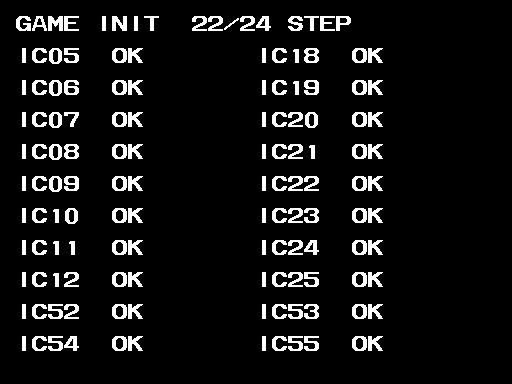 GAME INIT 22/24 STEP
IC05 OK IC18 OK
IC06 OK IC19 OK
IC07 OK IC20 OK
IC08 OK IC21 OK
IC09 OK IC22 OK
IC10 OK IC23 OK
IC11 OK IC24 OK
IC12 OK IC25 OK
IC52 OK IC53 OK
IC54 OK IC55 OK